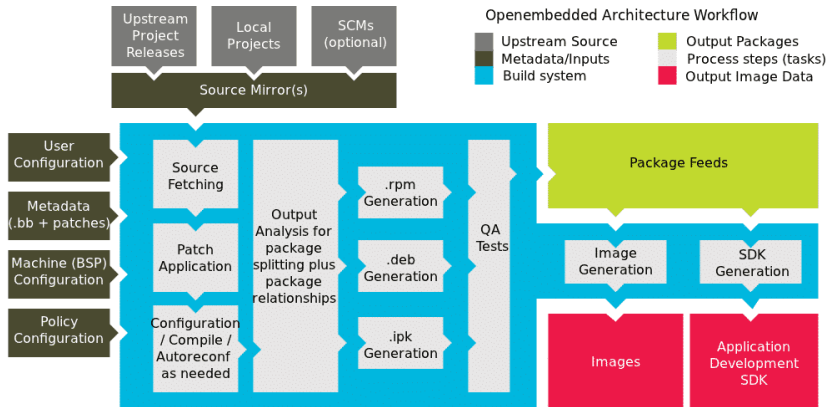 Upstream
Project
Releases
Local
Projects
SCMs
(optional)
Openembedded Architecture Workflow
Upstream Source
Metadata/Inputs
Build system
Output Packages
Process steps (tasks)
Output Image Data
Source Mirror(s)
User
Configuration
Metadata
(.bb + patches)
Machine (BSP)
Configuration
Policy
Configuration
Source
Fetching
Patch
Application
Configuration
/ Compile /
Autoreconf
as needed
Output
Analysis for
package
splitting plus
package
relationships
.rpm
Generation
.deb
Generation
.ipk
Generation
QA
Tests
Package Feeds
Image
Generation
SDK
Generation
Images
Application
Development
SDK